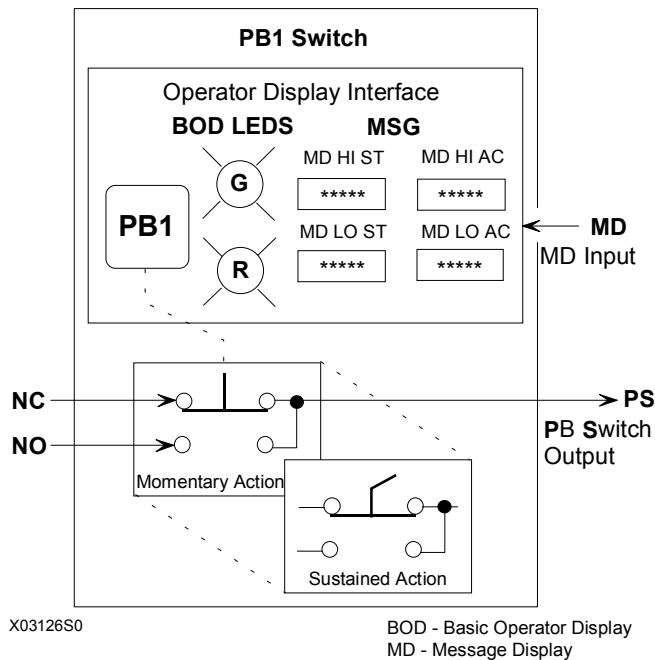 PB1 Switch
Operator Display Interface
BOD LEDS MSG
MD HI ST MD HI AC
G
***** *****
PB1
MD LO ST MD LO AC
R
***** *****
MD
MD Input
NC
NO
PS
PB Switch
Output
Momentary Action
Sustained Action
X03126S0
BOD - Basic Operator Display
MD - Message Display